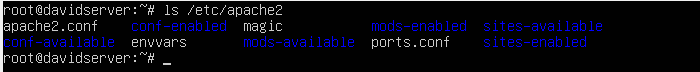 root@davidserver:~# ls /etc/apache2
apache2.conf conf-enabled magic mods-enabled sites-available
conf-available envvars mods-available ports.conf sites-enabled
root@davidserver:~# _